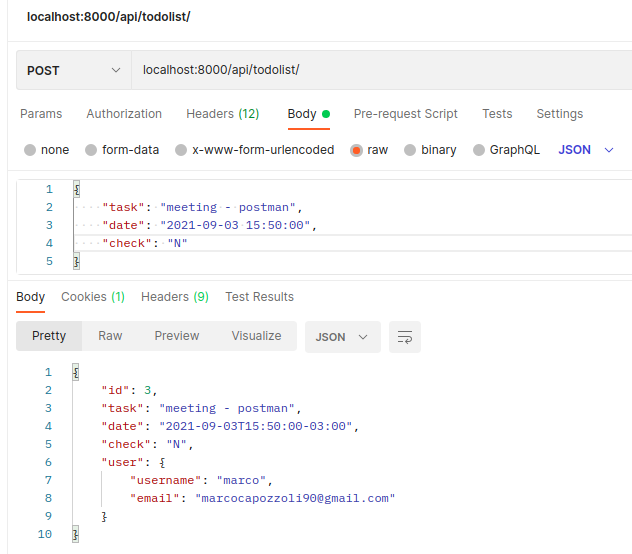 localhost:8000/api/todolist/
POST localhost:8000/api/todolist/
Params Authorization Headers (12) Body Pre-request Script Tests Settings
none form-data x-www-form-urlencoded raw binary GraphQL JSON
1 {
2 "task": "meeting - postman",
3 "date": "2021-09-03 15:50:00",
4 "check": "N"
5 }
Body Cookies (1) Headers (9) Test Results
Pretty Raw Preview Visualize JSON
1 {
2 "id": 3,
3 "task": "meeting - postman",
4 "date": "2021-09-03T15:50:00-03:00",
5 "check": "N",
6 "user": {
7 "username": "marco",
8 "email": "marcocapozzoli90@gmail.com"
9 }
10 }